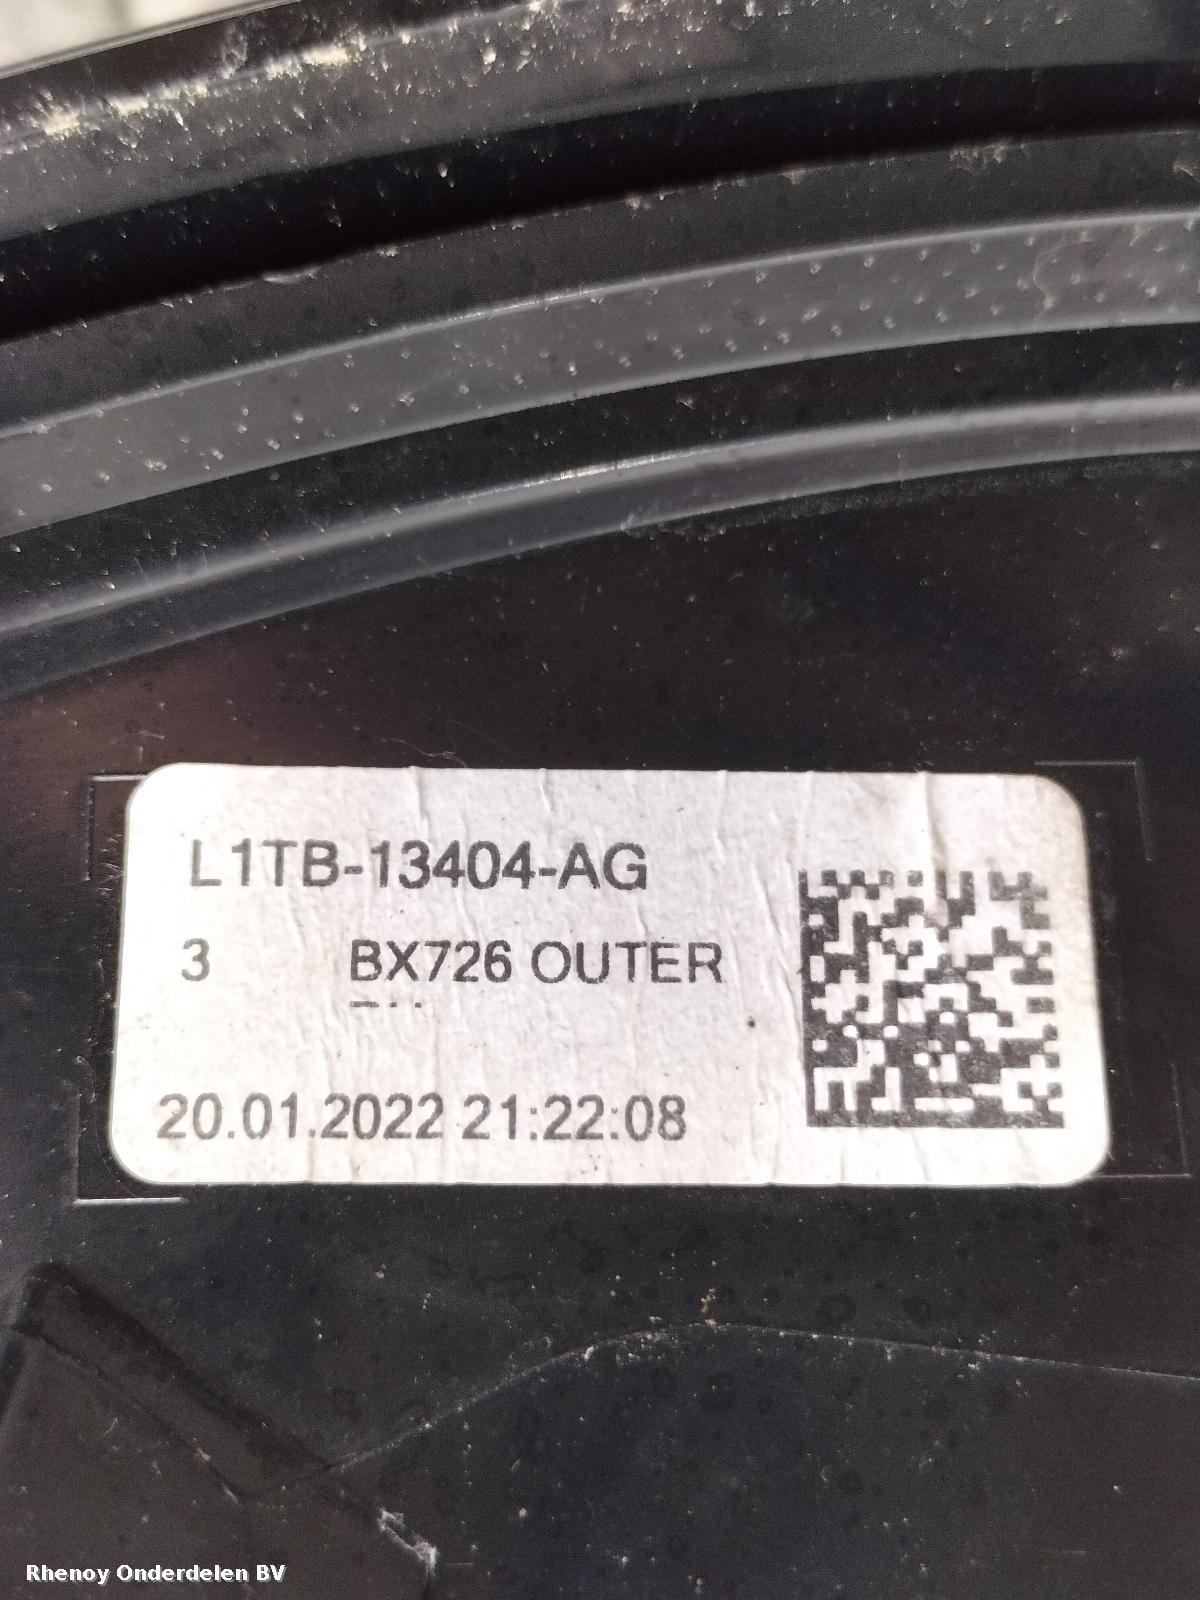 L1TB-13404-AG
3 BX726 OUTER
20.01.2022 21:22:08
Rhenoy Onderdelen BV